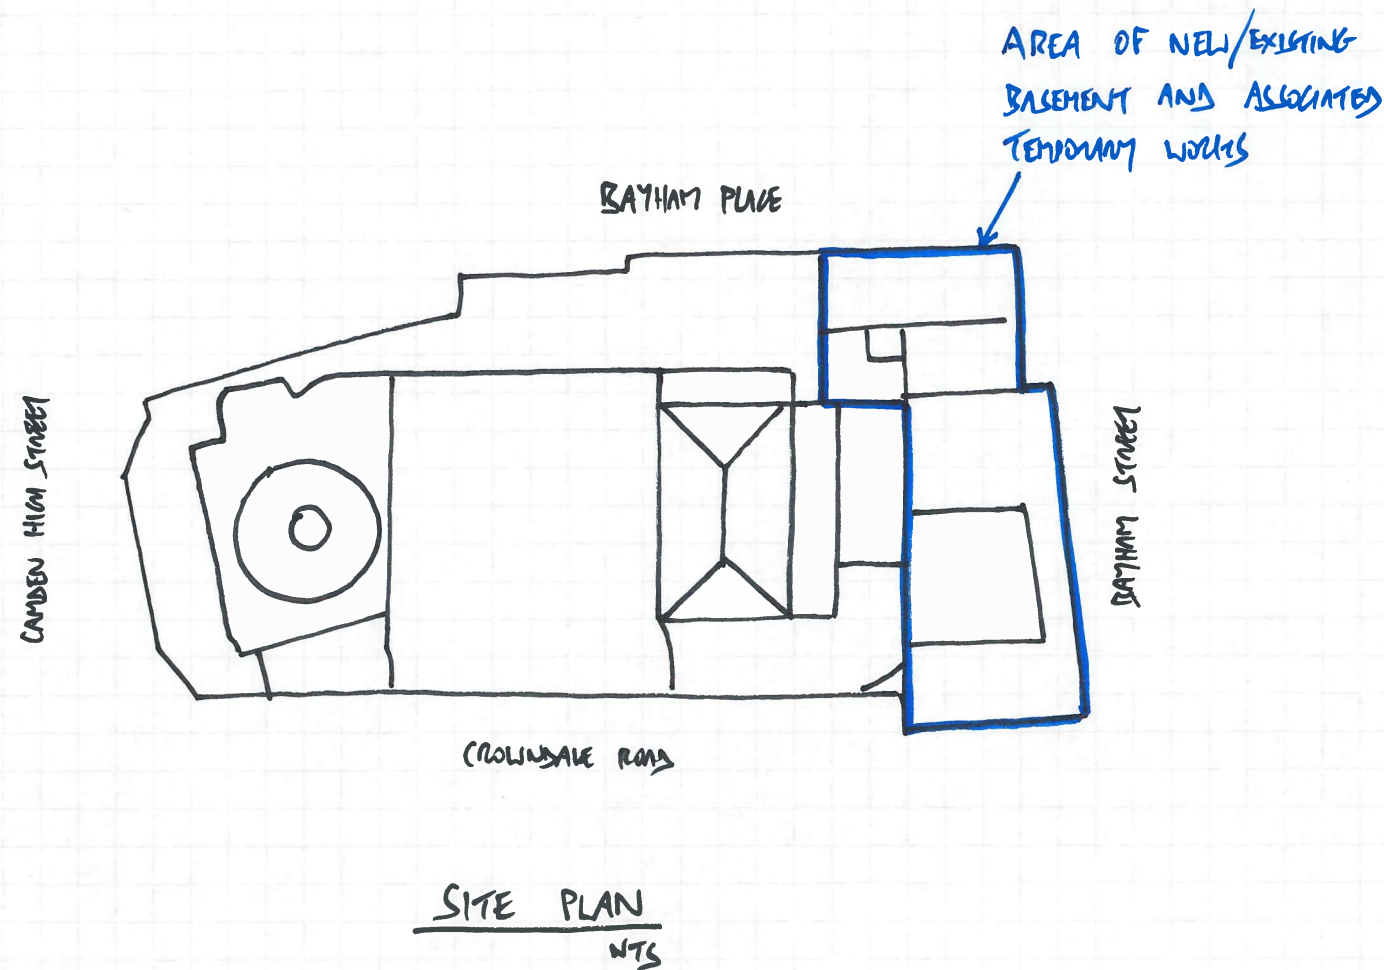 AREA OF NEW/EXISTING
BASEMENT AND ASSOCIATED
TEMPORARY WORKS
BAYHAM PLACE
CAMDEN HIGH STREET
BAYHAM STREET
CROWNDALE ROAD
SITE PLAN
NTS